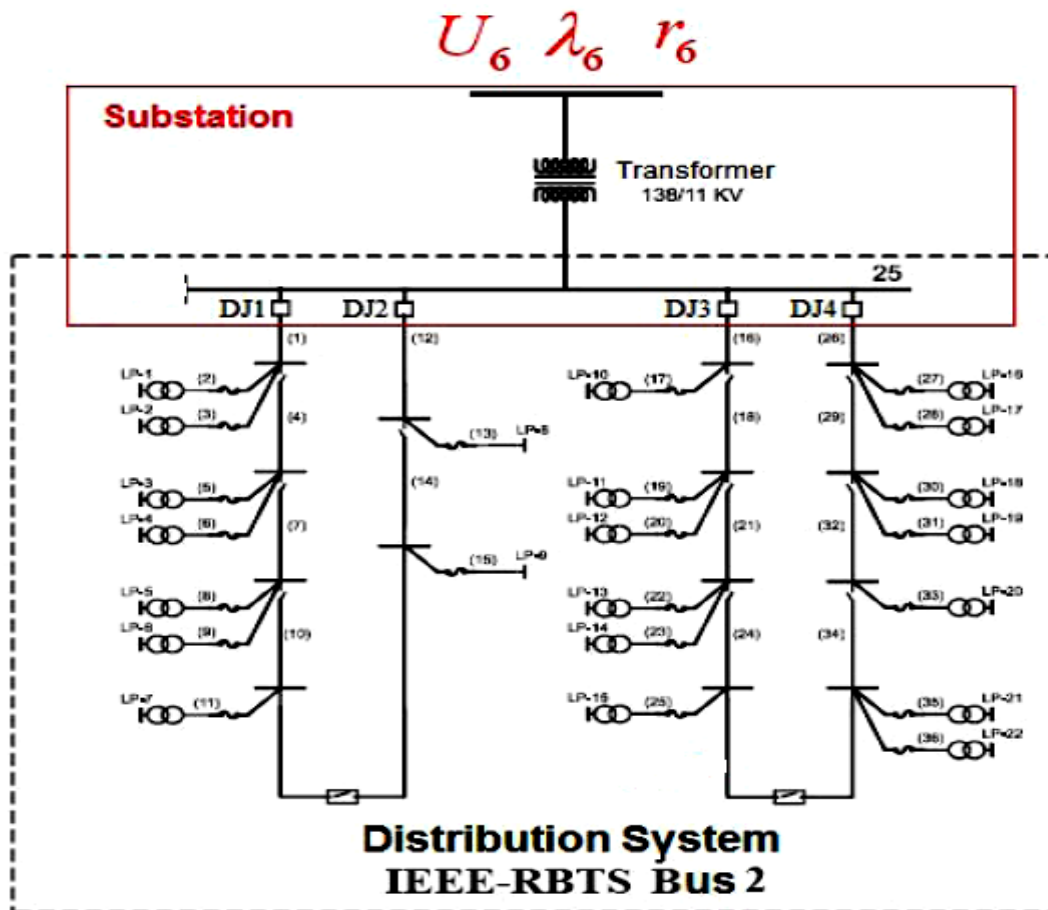 U₆ λ₆ r₆
Substation
Transformer
138/11 KV
25
DJ1 DJ2 DJ3 DJ4
(1) (12) (16) (26)
LP-1 (2)
LP-10 (17)
(27) LP-16
LP-2 (3)
(28) LP-17
(4) (18) (29)
(13) LP-8
LP-3 (5)
LP-11 (19)
(30) LP-18
(14)
LP-4 (6)
LP-12 (20)
(31) LP-19
(7) (21) (32)
(15) LP-9
LP-5 (8)
LP-13 (22)
(33) LP-20
LP-6 (9)
(10)
LP-14 (23)
(24) (34)
LP-7 (11)
LP-15 (25)
(35) LP-21
(36) LP-22
Distribution System
IEEE-RBTS Bus 2